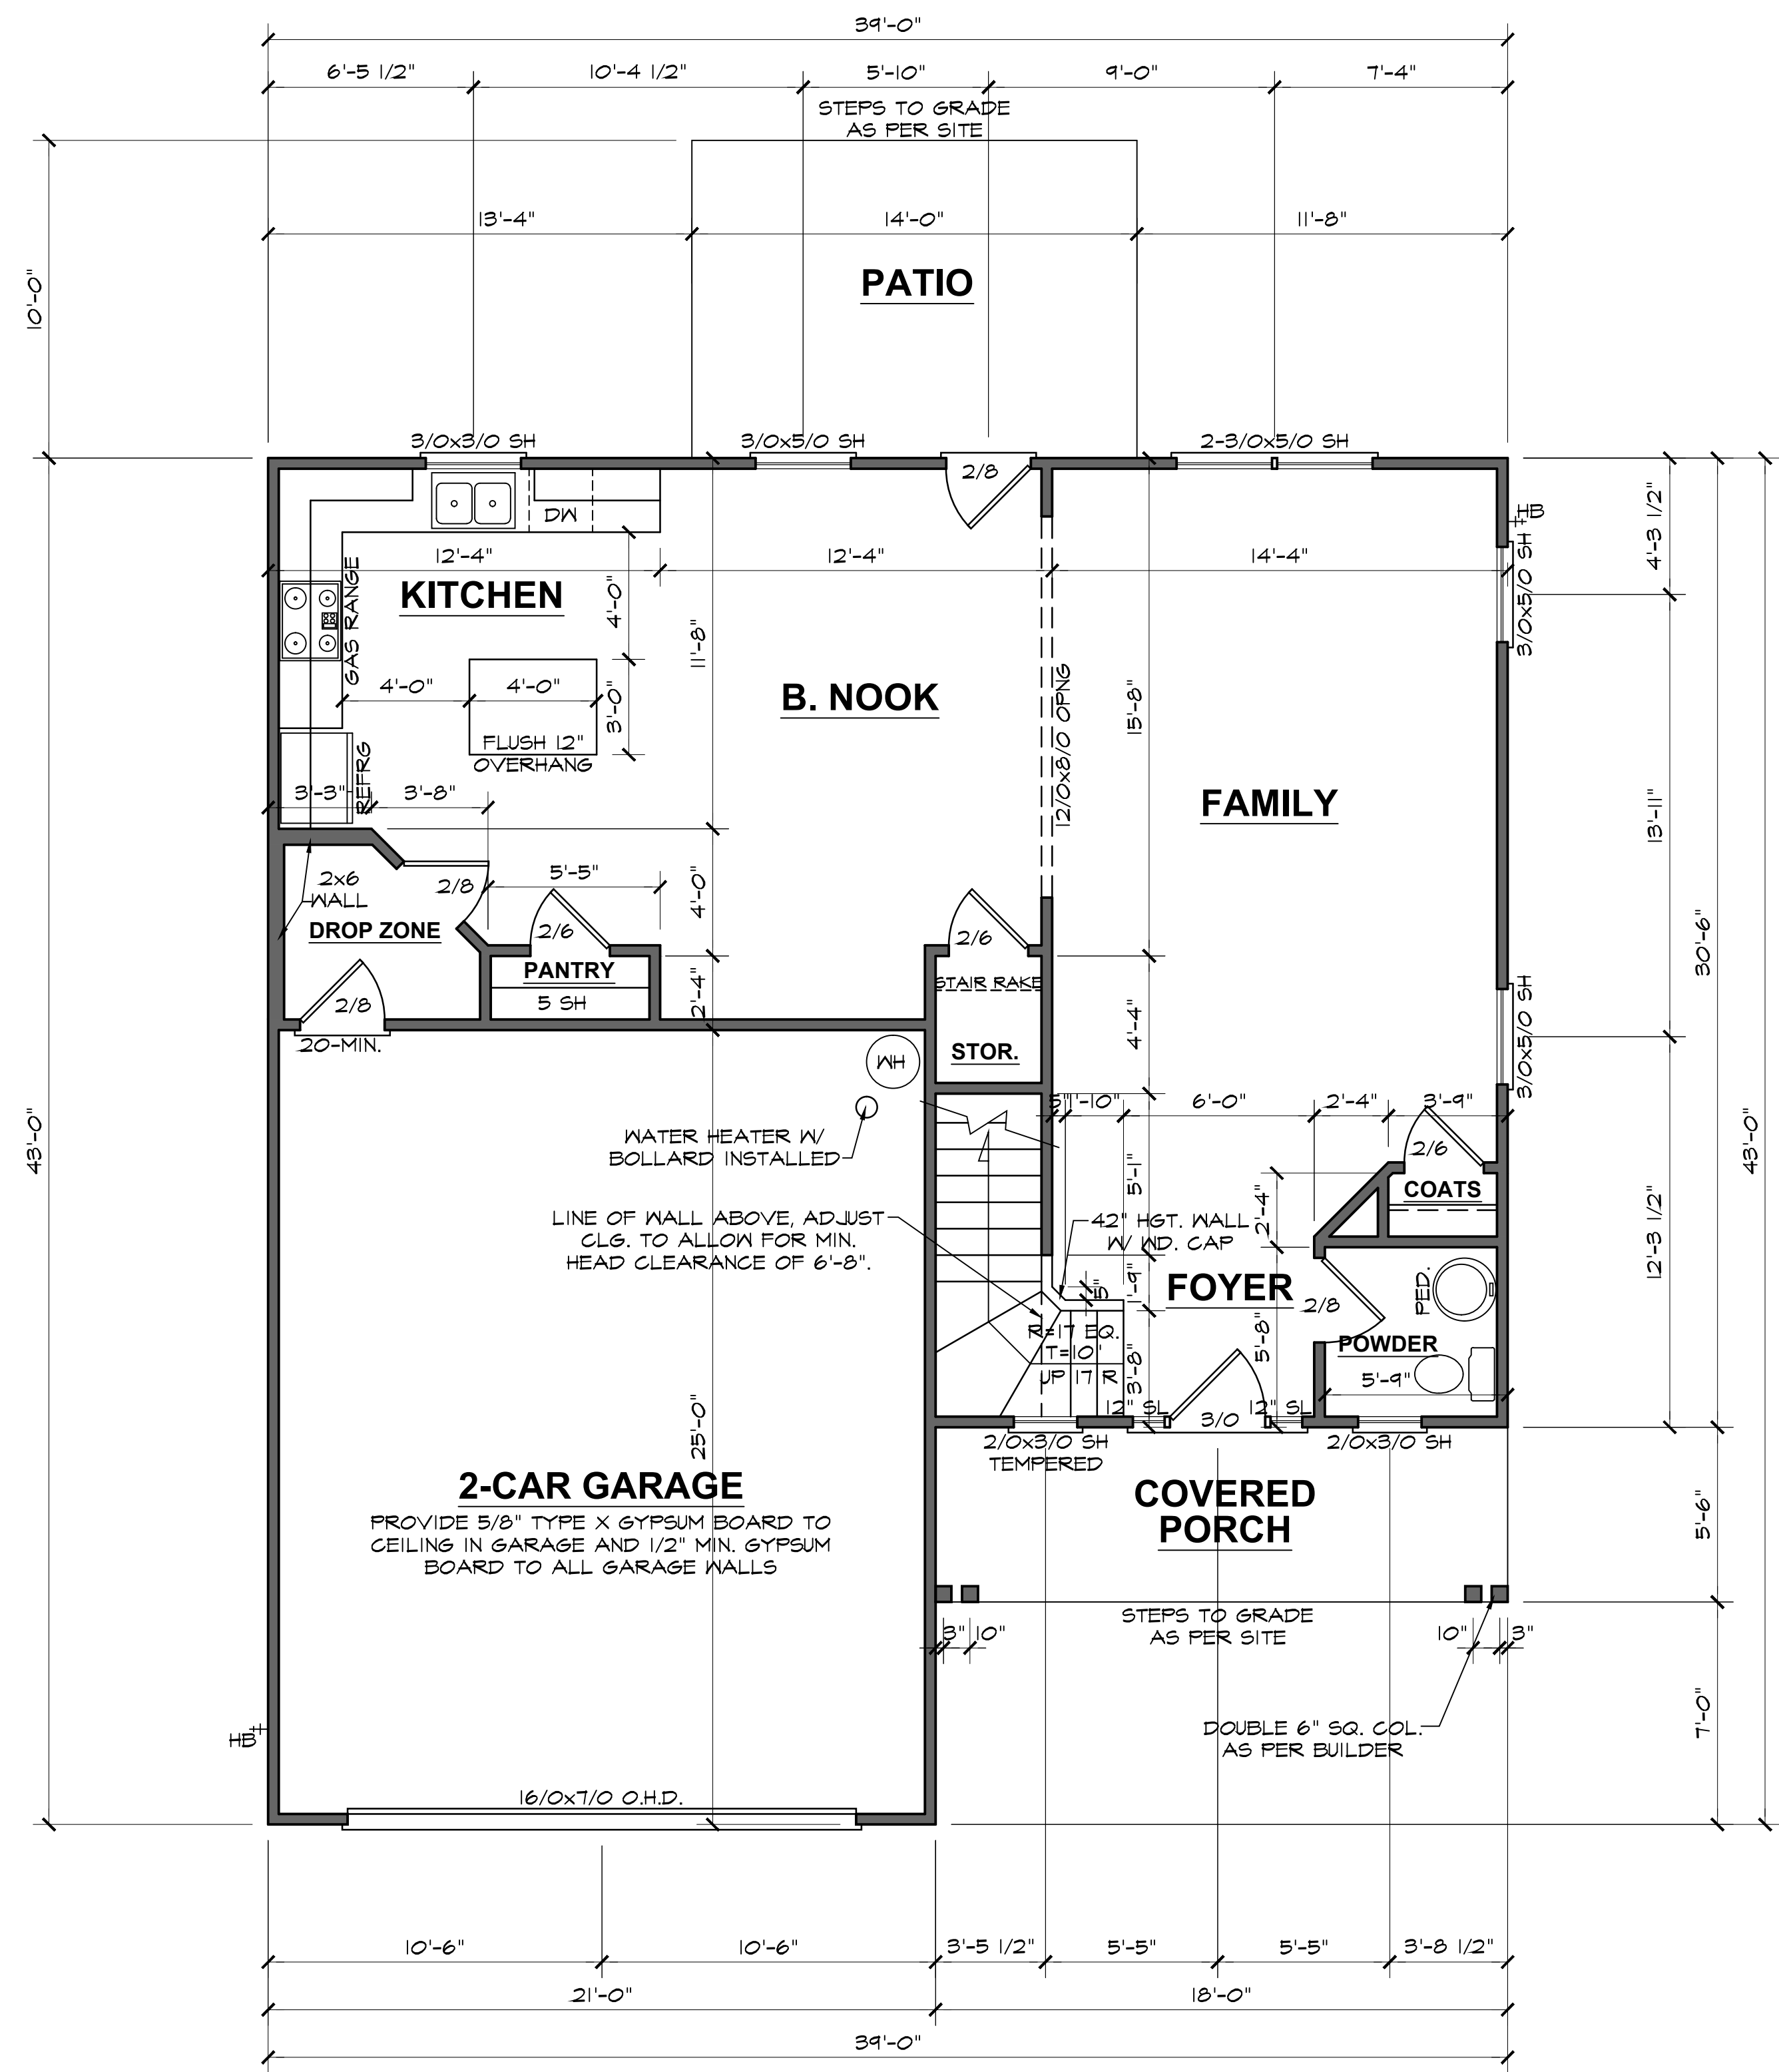 39'-0"
6'-5 1/2" 10'-4 1/2" 5'-10" 9'-0" 7'-4"
STEPS TO GRADE
AS PER SITE
13'-4" 14'-0" 11'-8"
PATIO
10'-0"
3/0x3/0 SH 3/0x5/0 SH 2-3/0x5/0 SH
2/8
DW
HB
4'-3 1/2"
12'-4" 12'-4" 14'-4"
3/0x5/0 SH
KITCHEN
GAS RANGE
4'-0"
11'-8"
4'-0" 4'-0"
3'-0"
B. NOOK
15'-8"
FLUSH 12"
OVERHANG
12/0x8/0 OPNG
REFRG
3'-3" 3'-8"
FAMILY
13'-11"
2x6
WALL
2/8
5'-5"
4'-0"
DROP ZONE
2/6
2/6
30'-6"
PANTRY
5 SH
2'-4"
STAIR RAKE
3/0x5/0 SH
2/8
20-MIN.
4'-4"
STOR.
WH
5" 1'-10" 6'-0" 2'-4" 3'-9"
WATER HEATER W/
BOLLARD INSTALLED
43'-0"
43'-0"
5'-1"
2/6
COATS
2'-4"
LINE OF WALL ABOVE, ADJUST
CLG. TO ALLOW FOR MIN.
HEAD CLEARANCE OF 6'-8".
42" HGT. WALL
W/ WD. CAP
12'-3 1/2"
FOYER
5"
1'-9"
2/8
PED.
R=17 EQ.
T=10"
UP 17 R
3'-8"
5'-8"
POWDER
5'-9"
12" SL 3/0 12" SL
2/0x3/0 SH
TEMPERED
2/0x3/0 SH
25'-0"
2-CAR GARAGE
PROVIDE 5/8" TYPE X GYPSUM BOARD TO
CEILING IN GARAGE AND 1/2" MIN. GYPSUM
BOARD TO ALL GARAGE WALLS
COVERED
PORCH
5'-6"
STEPS TO GRADE
AS PER SITE
3" 10" 10" 3"
7'-0"
HB
DOUBLE 6" SQ. COL.
AS PER BUILDER
16/0x7/0 O.H.D.
10'-6" 10'-6" 3'-5 1/2" 5'-5" 5'-5" 3'-8 1/2"
21'-0" 18'-0"
39'-0"